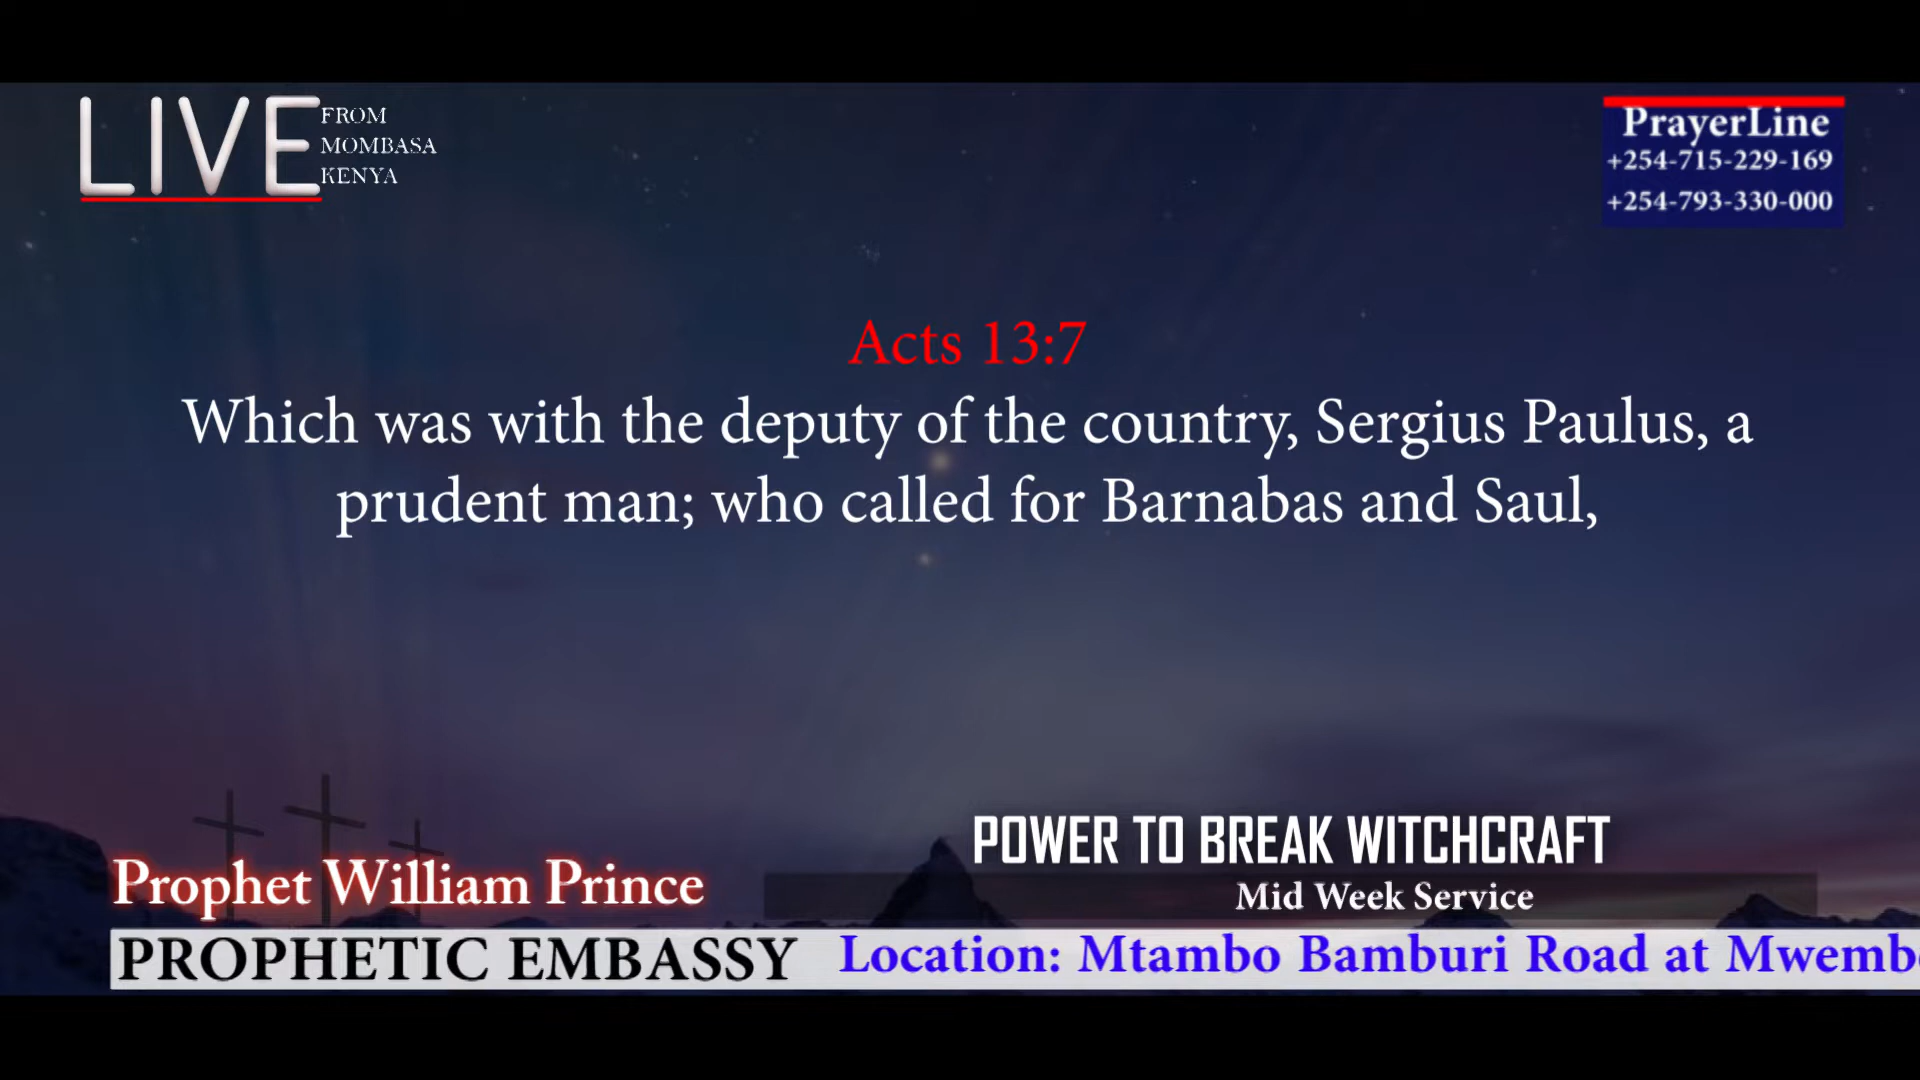 LIVE
FROM
MOMBASA
KENYA
PrayerLine
+254-715-229-169
+254-793-330-000
Acts 13:7
Which was with the deputy of the country, Sergius Paulus, a
prudent man; who called for Barnabas and Saul,
POWER TO BREAK WITCHCRAFT
Mid Week Service
Prophet William Prince
PROPHETIC EMBASSY
Location: Mtambo Bamburi Road at